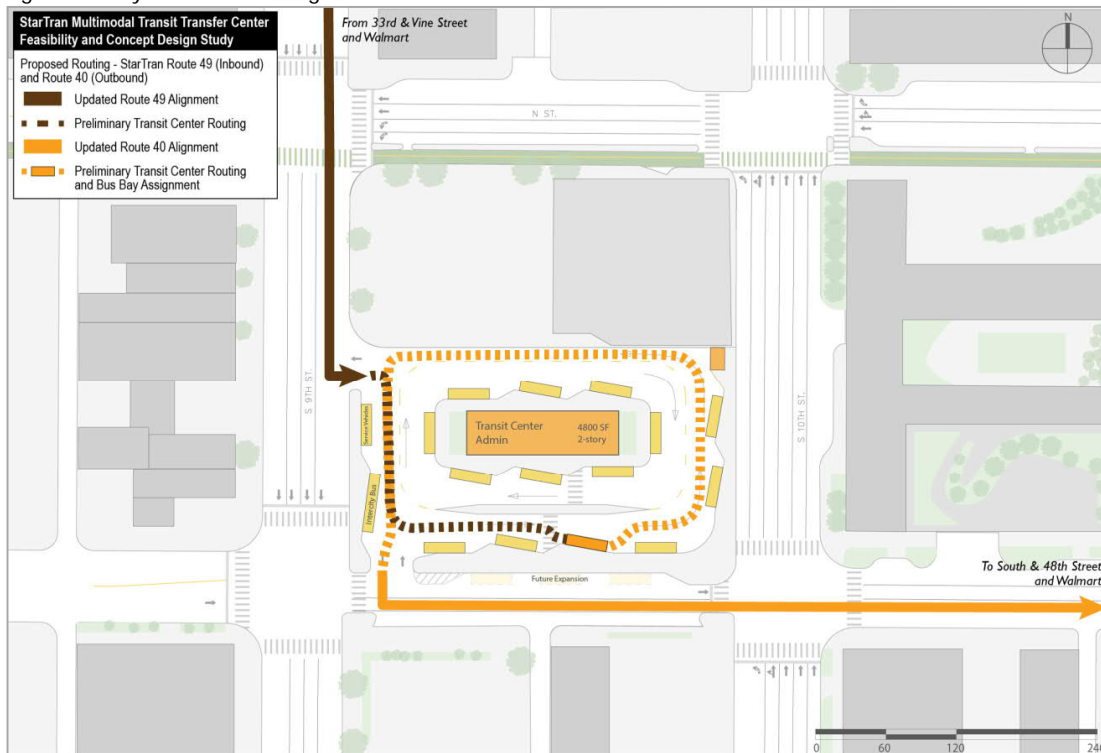 StarTran Multimodal Transit Transfer Center
Feasibility and Concept Design Study
Proposed Routing - StarTran Route 49 (Inbound)
and Route 40 (Outbound)
Updated Route 49 Alignment
Preliminary Transit Center Routing
Updated Route 40 Alignment
Preliminary Transit Center Routing
and Bus Bay Assignment
From 33rd & Vine Street
and Walmart
N
N ST.
S 9TH ST.
S 10TH ST.
Service Vehicles
Intercity Bus
Transit Center
Admin
4800 SF
2-story
Future Expansion
To South & 48th Street
and Walmart
0 60 120 240